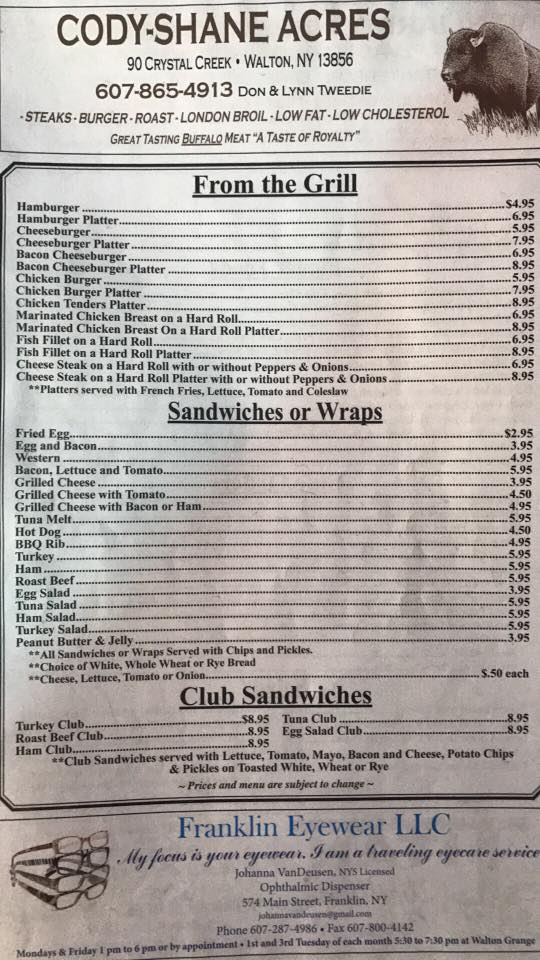 CODY-SHANE ACRES
90 CRYSTAL CREEK • WALTON, NY 13856
607-865-4913 DON & LYNN TWEEDIE
- STEAKS - BURGER - ROAST - LONDON BROIL - LOW FAT - LOW CHOLESTEROL
GREAT TASTING BUFFALO MEAT "A TASTE OF ROYALTY"
From the Grill
Hamburger $4.95
Hamburger Platter 6.95
Cheeseburger 5.95
Cheeseburger Platter 7.95
Bacon Cheeseburger 6.95
Bacon Cheeseburger Platter 8.95
Chicken Burger 5.95
Chicken Burger Platter 7.95
Chicken Tenders Platter 8.95
Marinated Chicken Breast on a Hard Roll 6.95
Marinated Chicken Breast On a Hard Roll Platter 8.95
Fish Fillet on a Hard Roll 6.95
Fish Fillet on a Hard Roll Platter 8.95
Cheese Steak on a Hard Roll with or without Peppers & Onions 6.95
Cheese Steak on a Hard Roll Platter with or without Peppers & Onions 8.95
**Platters served with French Fries, Lettuce, Tomato and Coleslaw
Sandwiches or Wraps
Fried Egg $2.95
Egg and Bacon 3.95
Western 4.95
Bacon, Lettuce and Tomato 5.95
Grilled Cheese 3.95
Grilled Cheese with Tomato 4.50
Grilled Cheese with Bacon or Ham 4.95
Tuna Melt 5.95
Hot Dog 4.50
BBQ Rib 4.95
Turkey 5.95
Ham 5.95
Roast Beef 5.95
Egg Salad 3.95
Tuna Salad 5.95
Ham Salad 5.95
Turkey Salad 5.95
Peanut Butter & Jelly 3.95
**All Sandwiches or Wraps Served with Chips and Pickles.
**Choice of White, Whole Wheat or Rye Bread
**Cheese, Lettuce, Tomato or Onion $.50 each
Club Sandwiches
Turkey Club $8.95 Tuna Club 8.95
Roast Beef Club 8.95 Egg Salad Club 8.95
Ham Club 8.95
**Club Sandwiches served with Lettuce, Tomato, Mayo, Bacon and Cheese, Potato Chips
& Pickles on Toasted White, Wheat or Rye
~ Prices and menu are subject to change ~
Franklin Eyewear LLC
My focus is your eyewear. I am a traveling eyecare service
Johanna VanDeusen, NYS Licensed
Ophthalmic Dispenser
574 Main Street, Franklin, NY
johannavandeusen@gmail.com
Phone 607-287-4986 • Fax 607-800-4142
Mondays & Friday 1 pm to 6 pm or by appointment • 1st and 3rd Tuesday of each month 5:30 to 7:30 pm at Walton Grange